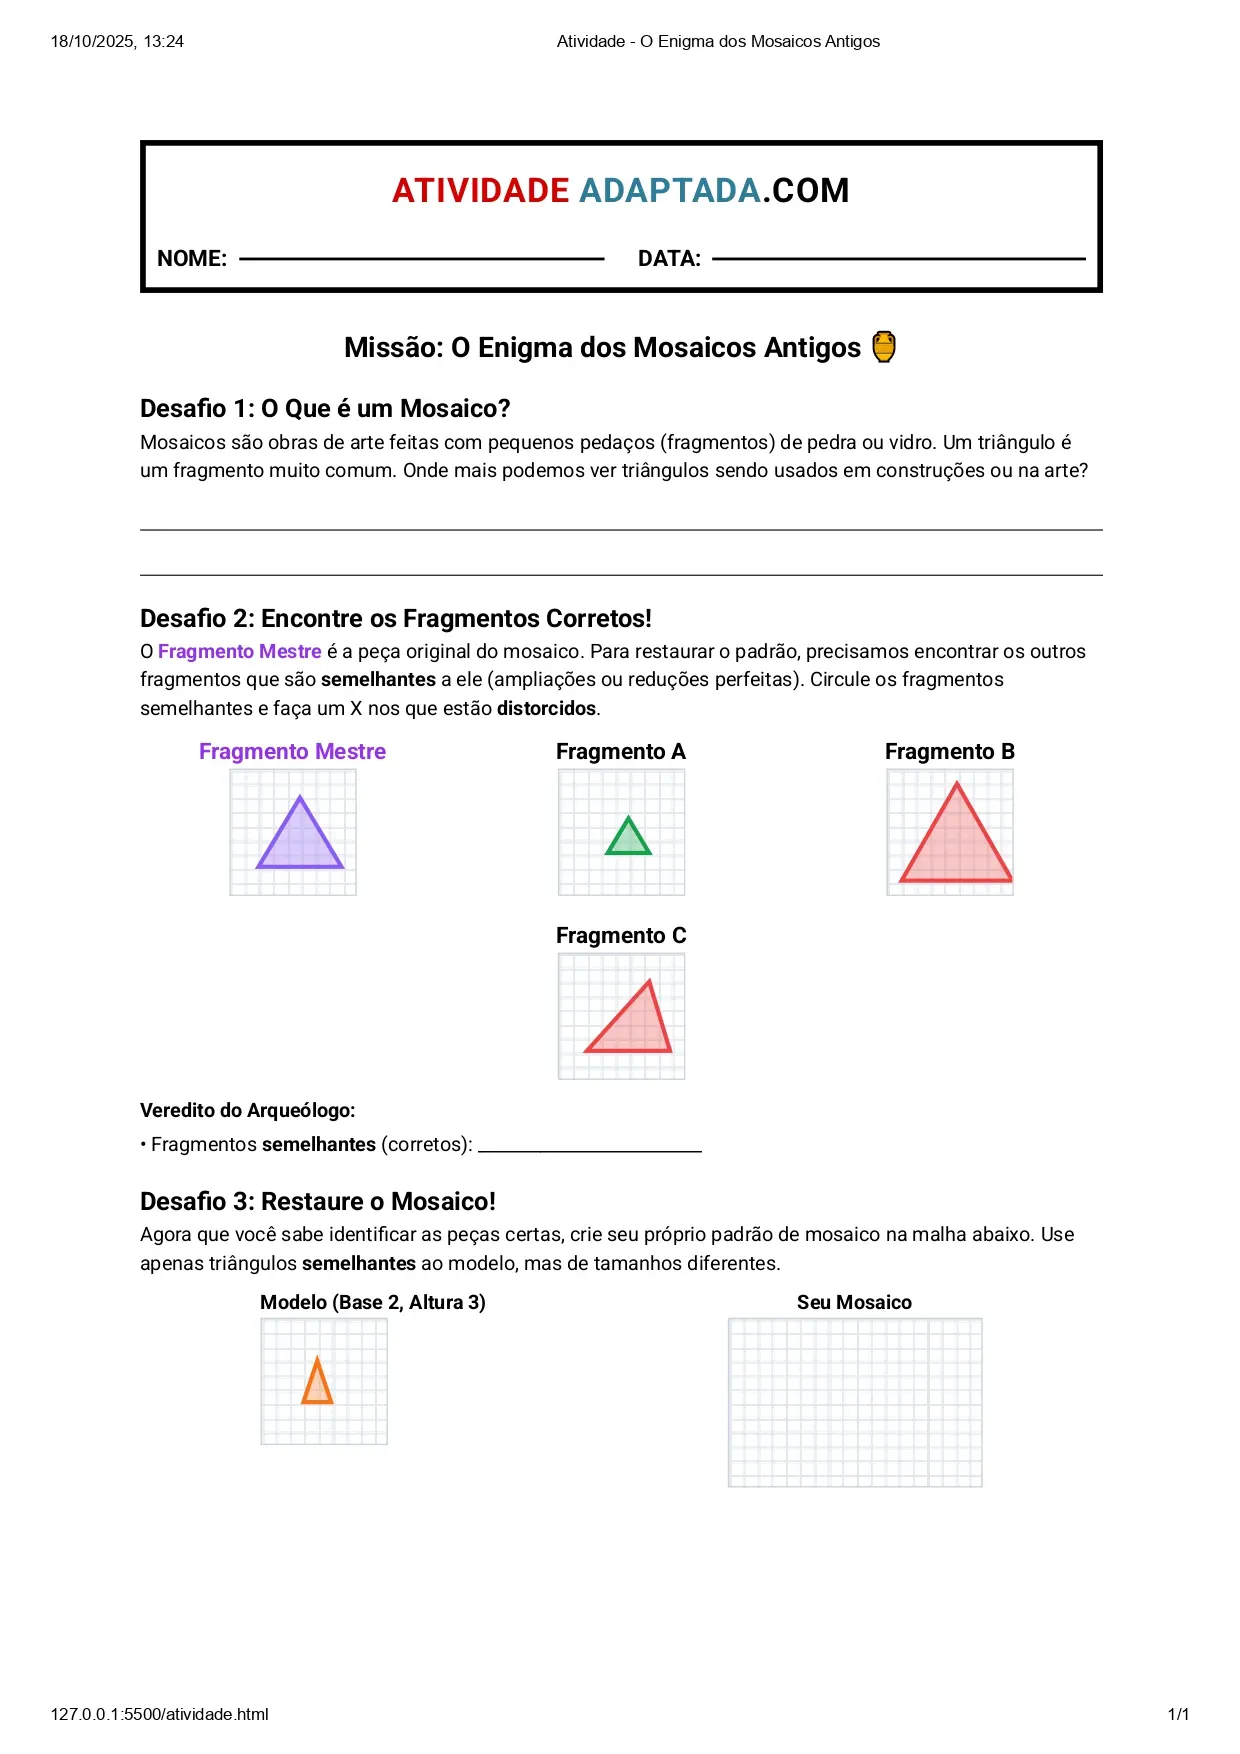 18/10/2025, 13:24
Atividade - O Enigma dos Mosaicos Antigos
ATIVIDADE ADAPTADA.COM
NOME:
DATA:
Missão: O Enigma dos Mosaicos Antigos
Desafio 1: O Que é um Mosaico?
Mosaicos são obras de arte feitas com pequenos pedaços (fragmentos) de pedra ou vidro. Um triângulo é
um fragmento muito comum. Onde mais podemos ver triângulos sendo usados em construções ou na arte?
Desafio 2: Encontre os Fragmentos Corretos!
O Fragmento Mestre é a peça original do mosaico. Para restaurar o padrão, precisamos encontrar os outros
fragmentos que são semelhantes a ele (ampliações ou reduções perfeitas). Circule os fragmentos
semelhantes e faça um X nos que estão distorcidos.
Fragmento Mestre
Fragmento A
Fragmento B
Fragmento C
Veredito do Arqueólogo:
• Fragmentos semelhantes (corretos):
Desafio 3: Restaure o Mosaico!
Agora que você sabe identificar as peças certas, crie seu próprio padrão de mosaico na malha abaixo. Use
apenas triângulos semelhantes ao modelo, mas de tamanhos diferentes.
Modelo (Base 2, Altura 3)
Seu Mosaico
127.0.0.1:5500/atividade.html
1/1